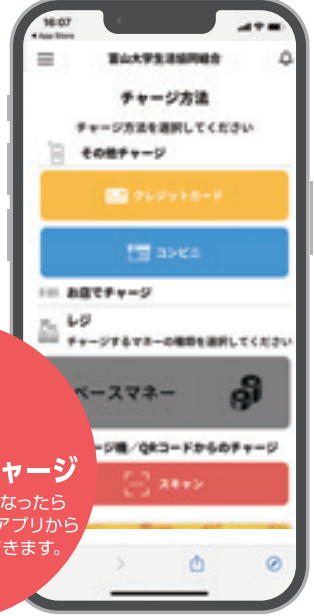 16:07
◀ App Store
富山大学生活協同組合
チャージ方法
チャージ方法を選択してください
その他チャージ
クレジットカード
コンビニ
お店でチャージ
レジ
チャージするマネーの種類を選択してください
ベースマネー
ージ機/QRコードからのチャージ
スキャン
ャージ
なったら
アプリから
できます。